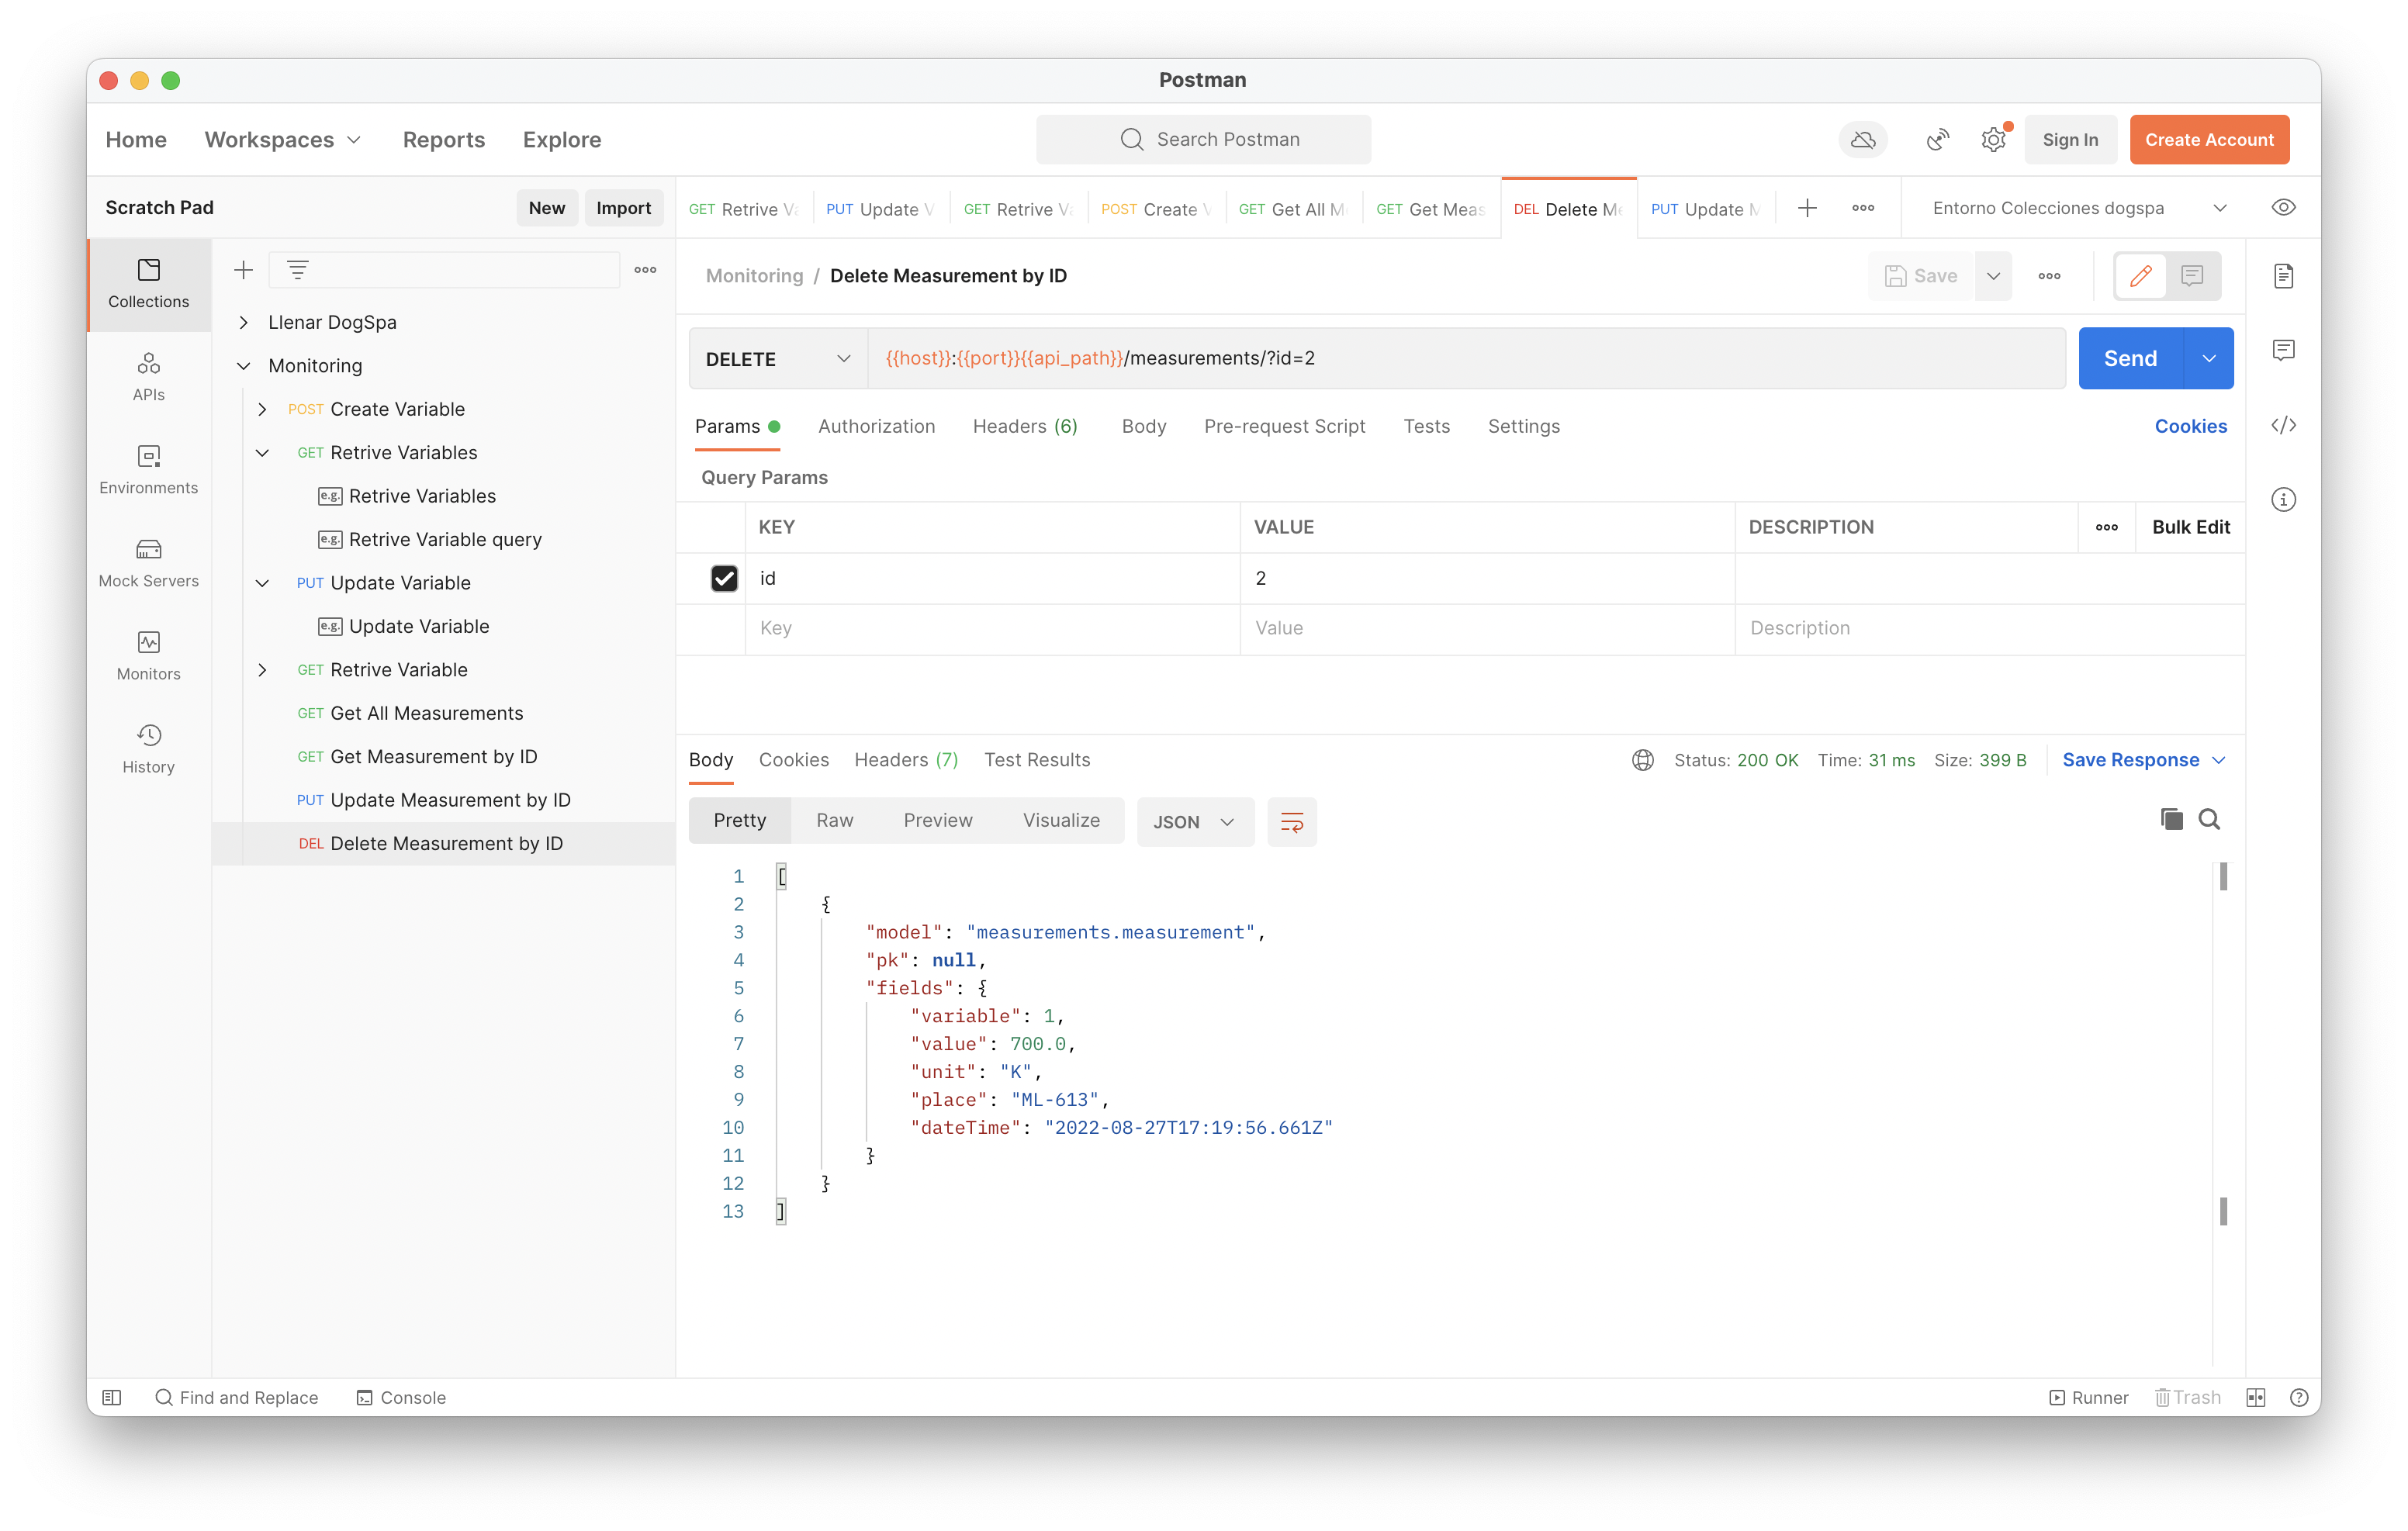 Postman
Home Workspaces Reports Explore Search Postman Sign In Create Account
Scratch Pad New Import
GET Retrive Va PUT Update V GET Retrive Va POST Create V GET Get All M GET Get Meas DEL Delete Me PUT Update M Entorno Colecciones dogspa
Collections
APIs
Environments
Mock Servers
Monitors
History
Llenar DogSpa
Monitoring
POST Create Variable
GET Retrive Variables
e.g. Retrive Variables
e.g. Retrive Variable query
PUT Update Variable
e.g. Update Variable
GET Retrive Variable
GET Get All Measurements
GET Get Measurement by ID
PUT Update Measurement by ID
DEL Delete Measurement by ID
Monitoring / Delete Measurement by ID Save
DELETE {{host}}:{{port}}{{api_path}}/measurements/?id=2 Send
Params Authorization Headers (6) Body Pre-request Script Tests Settings Cookies
Query Params
KEY VALUE DESCRIPTION Bulk Edit
id 2
Key Value Description
Body Cookies Headers (7) Test Results Status: 200 OK Time: 31 ms Size: 399 B Save Response
Pretty Raw Preview Visualize JSON
1 [
2 {
3 "model": "measurements.measurement",
4 "pk": null,
5 "fields": {
6 "variable": 1,
7 "value": 700.0,
8 "unit": "K",
9 "place": "ML-613",
10 "dateTime": "2022-08-27T17:19:56.661Z"
11 }
12 }
13 ]
Find and Replace Console Runner Trash